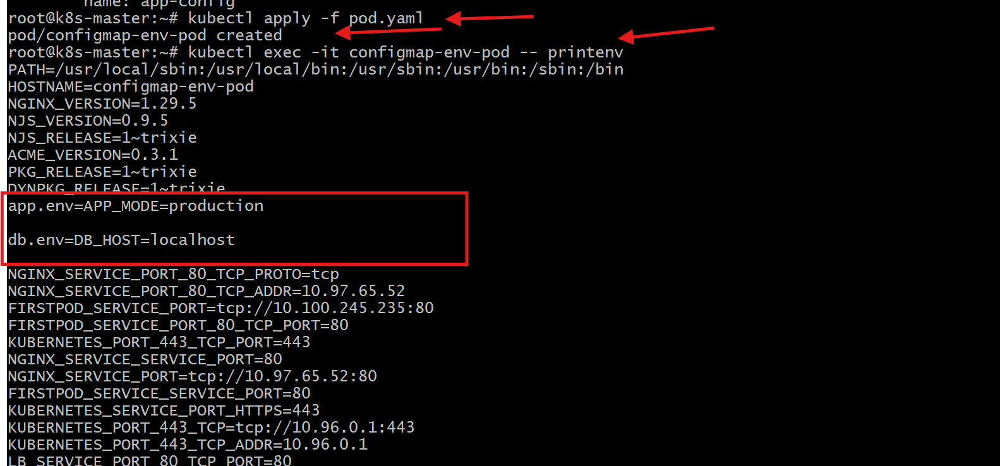 name: app-config
root@k8s-master:~# kubectl apply -f pod.yaml
pod/configmap-env-pod created
root@k8s-master:~# kubectl exec -it configmap-env-pod -- printenv
PATH=/usr/local/sbin:/usr/local/bin:/usr/sbin:/usr/bin:/sbin:/bin
HOSTNAME=configmap-env-pod
NGINX_VERSION=1.29.5
NJS_VERSION=0.9.5
NJS_RELEASE=1~trixie
ACME_VERSION=0.3.1
PKG_RELEASE=1~trixie
DYNPKG_RELEASE=1~trixie
app.env=APP_MODE=production
db.env=DB_HOST=localhost
NGINX_SERVICE_PORT_80_TCP_PROTO=tcp
NGINX_SERVICE_PORT_80_TCP_ADDR=10.97.65.52
FIRSTPOD_SERVICE_PORT=tcp://10.100.245.235:80
FIRSTPOD_SERVICE_PORT_80_TCP_PORT=80
KUBERNETES_PORT_443_TCP_PORT=443
NGINX_SERVICE_SERVICE_PORT=80
NGINX_SERVICE_PORT=tcp://10.97.65.52:80
FIRSTPOD_SERVICE_SERVICE_PORT=80
KUBERNETES_SERVICE_PORT_HTTPS=443
KUBERNETES_PORT_443_TCP=tcp://10.96.0.1:443
KUBERNETES_PORT_443_TCP_ADDR=10.96.0.1
LB_SERVICE_PORT_80_TCP_PORT=80